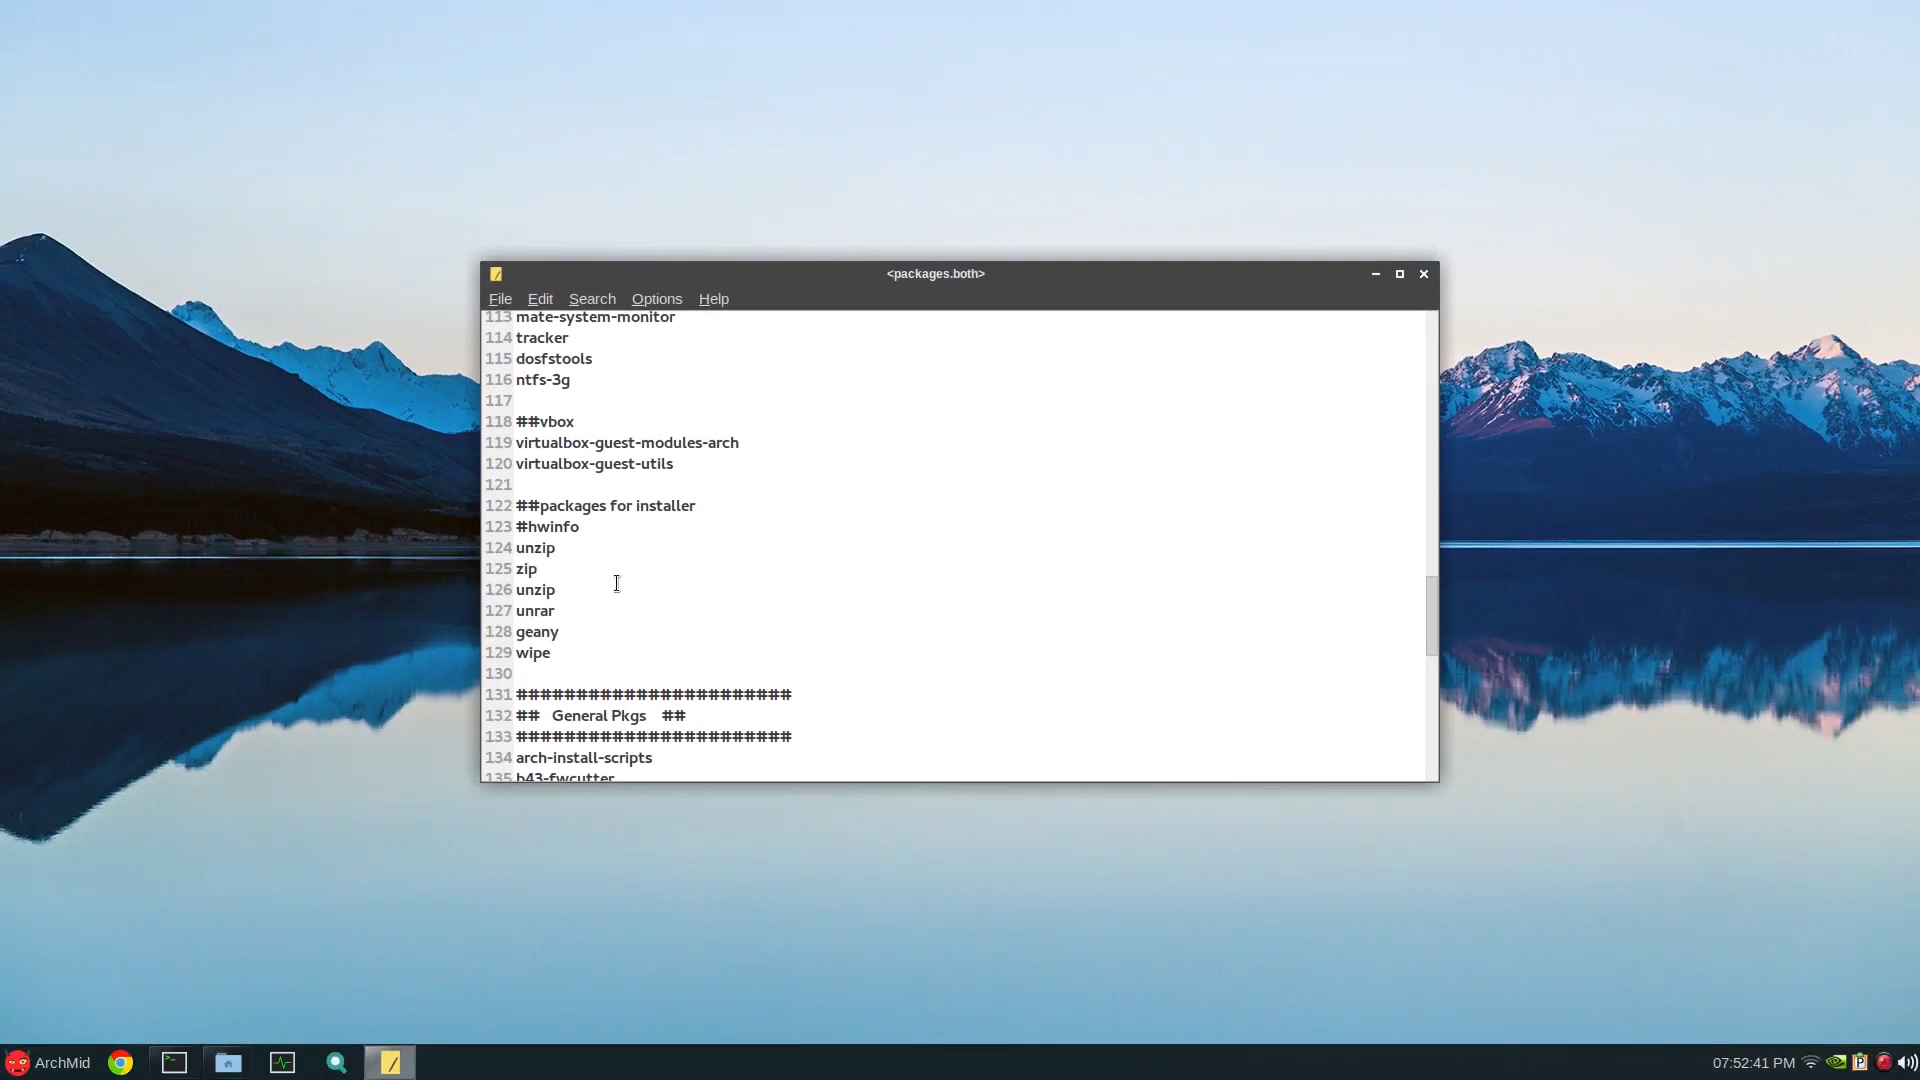 <packages.both>
File Edit Search Options Help
113 mate-system-monitor
114 tracker
115 dosfstools
116 ntfs-3g
117
118 ##vbox
119 virtualbox-guest-modules-arch
120 virtualbox-guest-utils
121
122 ##packages for installer
123 #hwinfo
124 unzip
125 zip
126 unzip
127 unrar
128 geany
129 wipe
130
131 #######################
132 ##   General Pkgs    ##
133 #######################
134 arch-install-scripts
135 b43-fwcutter
ArchMid 07:52:41 PM